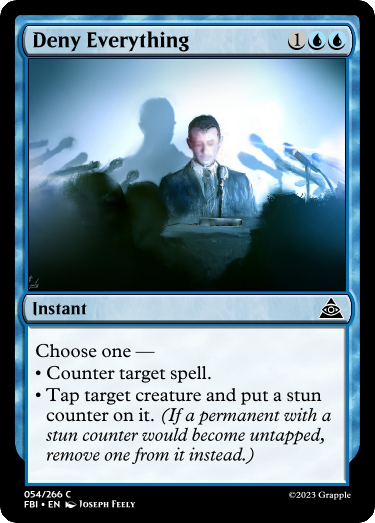 Deny Everything 1
Instant
Choose one —
• Counter target spell.
• Tap target creature and put a stun
counter on it. (If a permanent with a
stun counter would become untapped,
remove one from it instead.)
054/266 C
©2023 Grapple
FBI • EN Joseph Feely